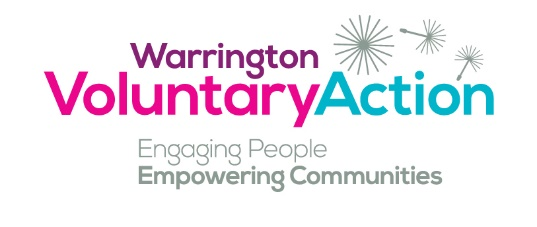 Warrington
VoluntaryAction
Engaging People
Empowering Communities